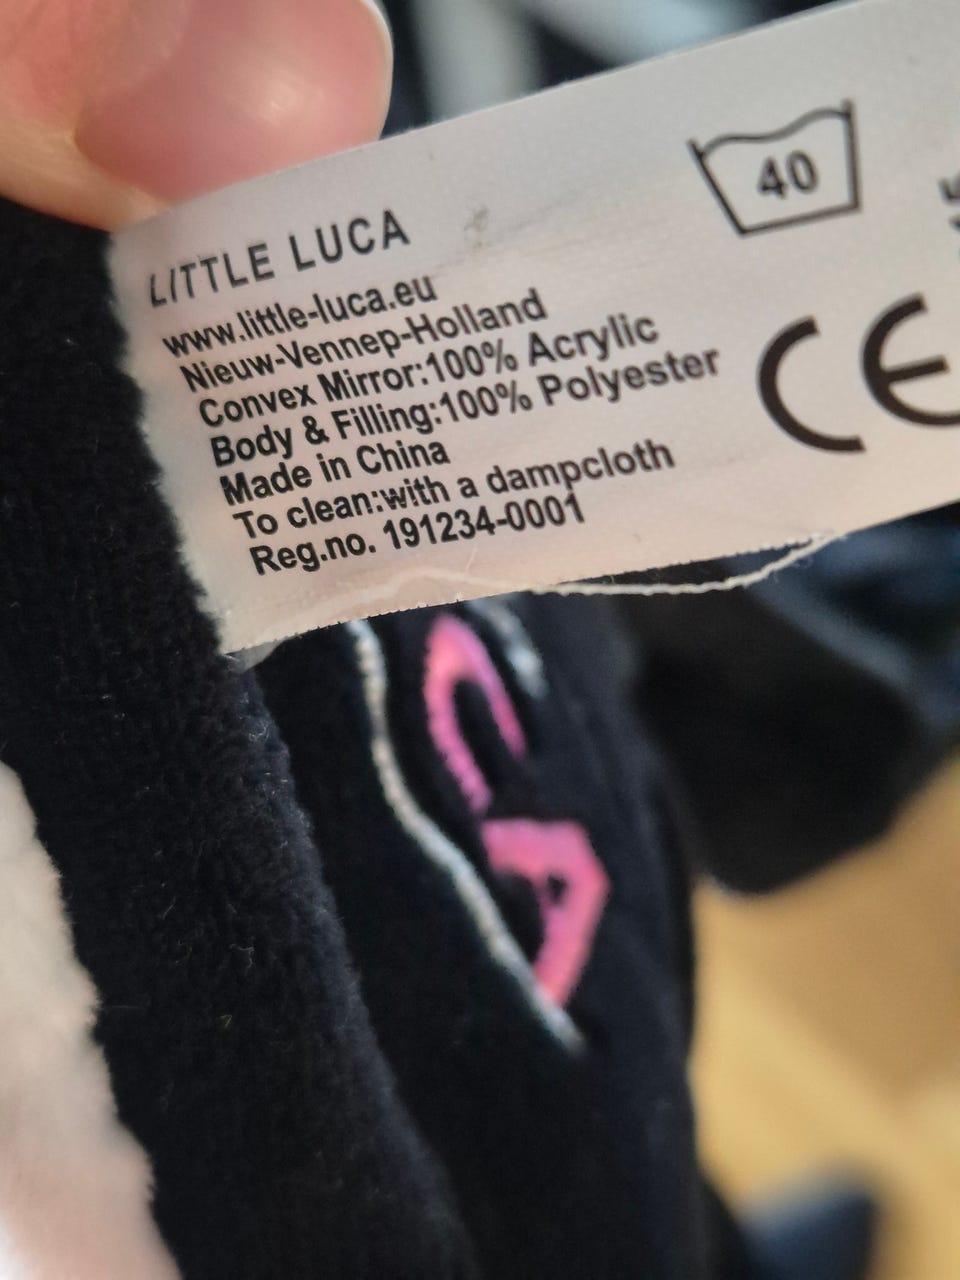 LITTLE LUCA
www.little-luca.eu
Nieuw-Vennep-Holland
Convex Mirror:100% Acrylic
Body & Filling:100% Polyester
Made in China
To clean:with a dampcloth
Reg.no. 191234-0001
40
CE